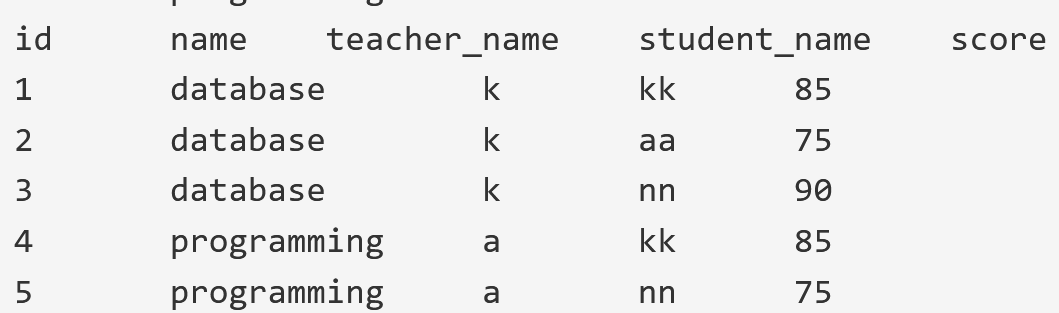 id name teacher_name student_name score
1 database k kk 85
2 database k aa 75
3 database k nn 90
4 programming a kk 85
5 programming a nn 75